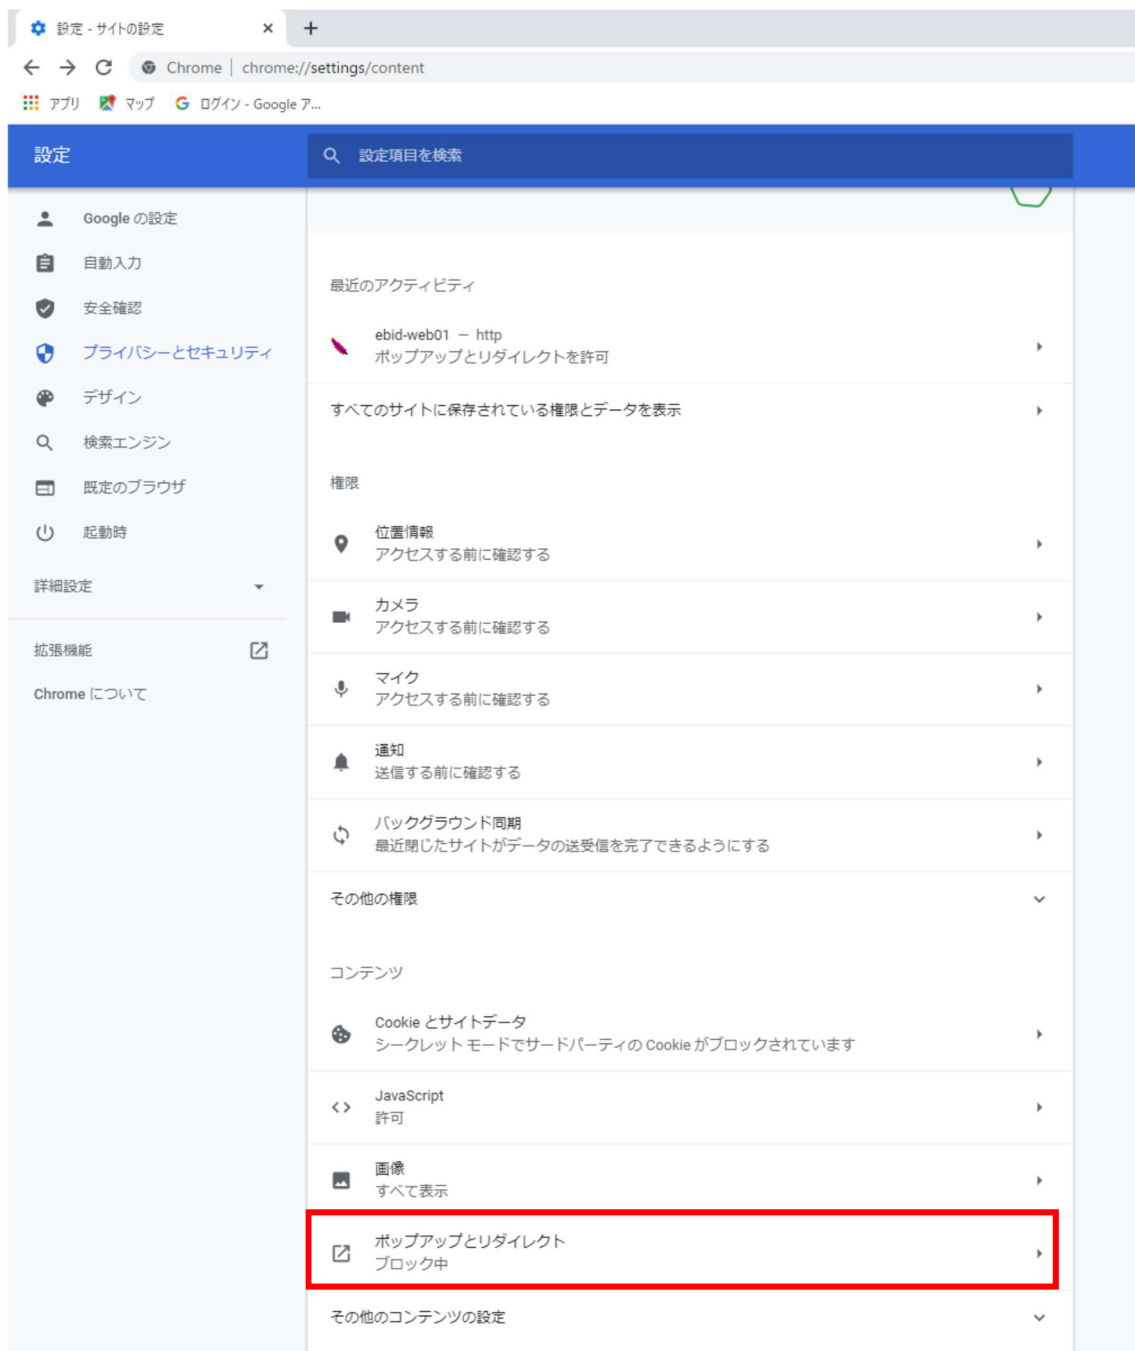 設定 - サイトの設定
Chrome | chrome://settings/content
アプリ マップ ログイン - Google ア...
設定
設定項目を検索
Google の設定
自動入力
安全確認
プライバシーとセキュリティ
デザイン
検索エンジン
既定のブラウザ
起動時
詳細設定
拡張機能
Chrome について
最近のアクティビティ
ebid-web01 — http
ポップアップとリダイレクトを許可
すべてのサイトに保存されている権限とデータを表示
権限
位置情報
アクセスする前に確認する
カメラ
アクセスする前に確認する
マイク
アクセスする前に確認する
通知
送信する前に確認する
バックグラウンド同期
最近閉じたサイトがデータの送受信を完了できるようにする
その他の権限
コンテンツ
Cookie とサイトデータ
シークレット モードでサードパーティの Cookie がブロックされています
JavaScript
許可
画像
すべて表示
ポップアップとリダイレクト
ブロック中
その他のコンテンツの設定